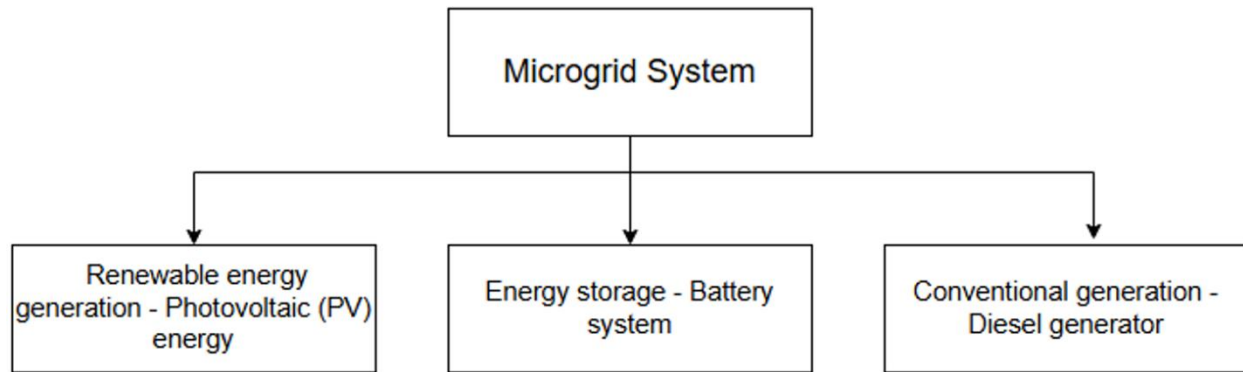 Microgrid System
Renewable energy
generation - Photovoltaic (PV)
energy
Energy storage - Battery
system
Conventional generation -
Diesel generator